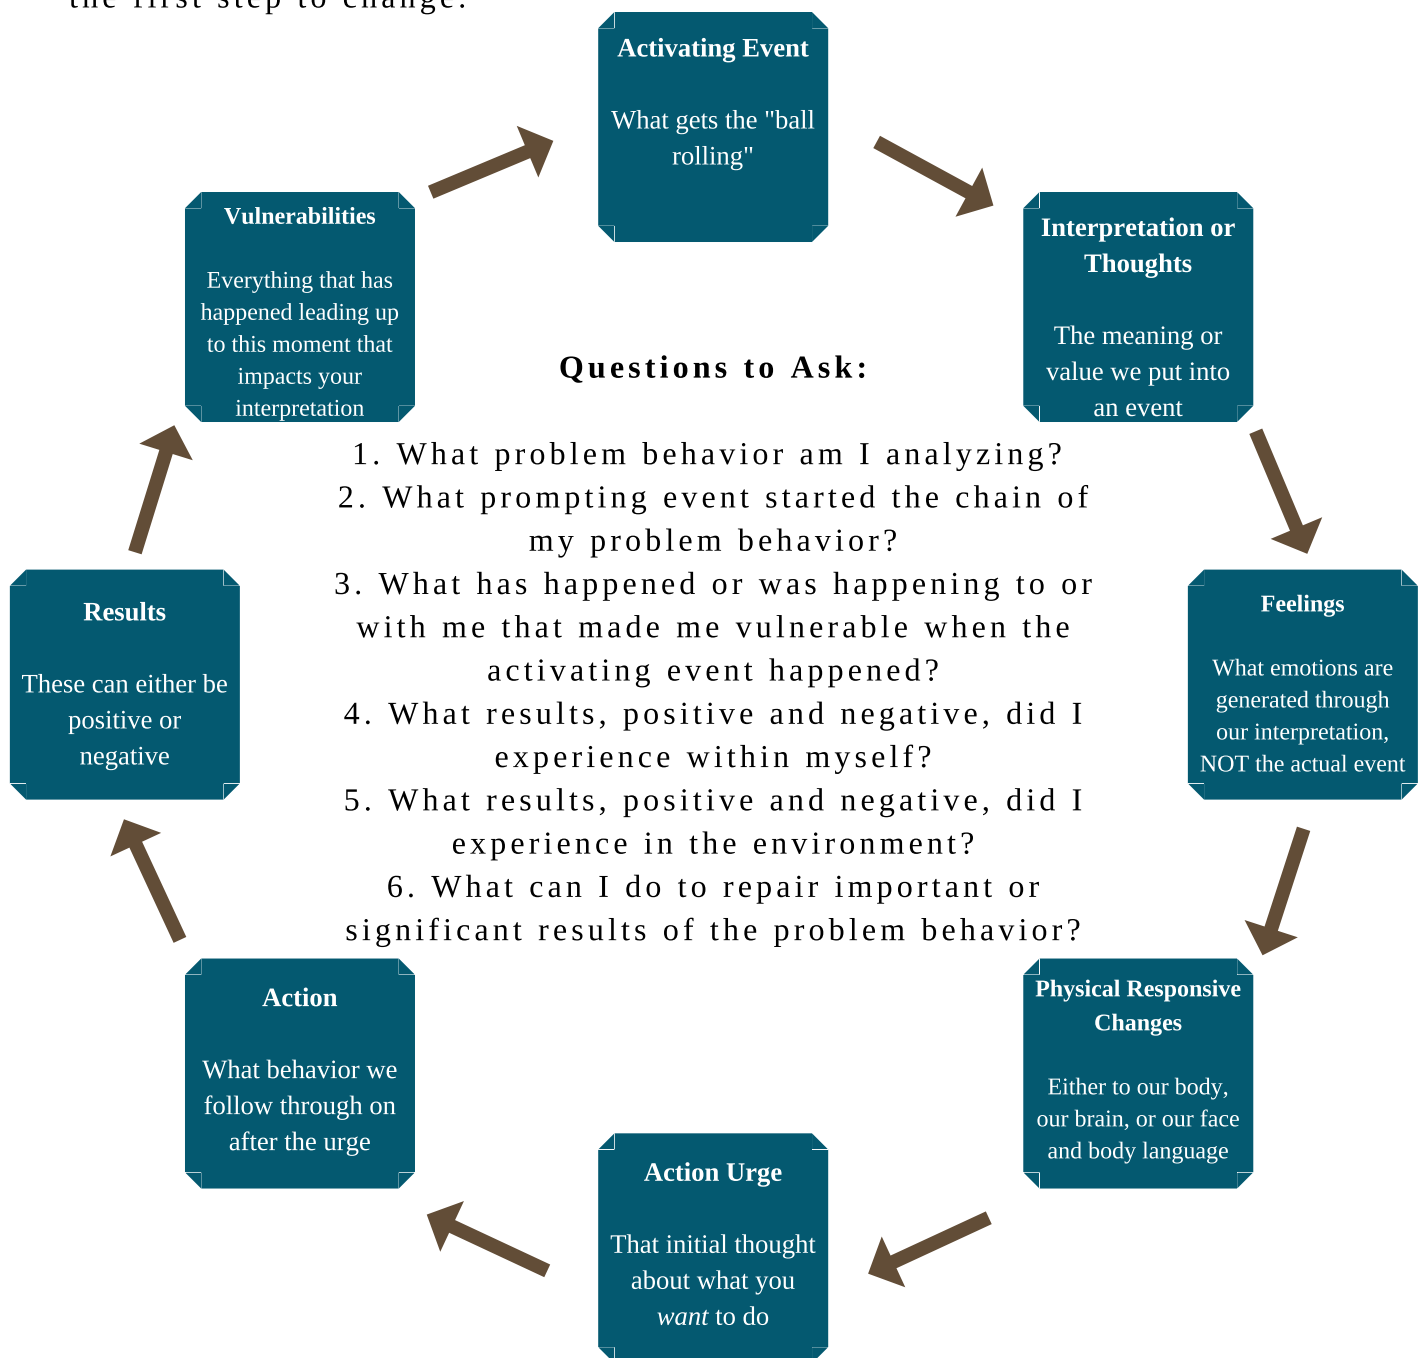 the first step to change.
Activating Event
What gets the "ball
rolling"
Vulnerabilities
Everything that has
happened leading up
to this moment that
impacts your
interpretation
Interpretation or
Thoughts
The meaning or
value we put into
an event
Questions to Ask:
1. What problem behavior am I analyzing?
2. What prompting event started the chain of
my problem behavior?
3. What has happened or was happening to or
with me that made me vulnerable when the
activating event happened?
4. What results, positive and negative, did I
experience within myself?
5. What results, positive and negative, did I
experience in the environment?
6. What can I do to repair important or
significant results of the problem behavior?
Results
These can either be
positive or
negative
Feelings
What emotions are
generated through
our interpretation,
NOT the actual event
Action
What behavior we
follow through on
after the urge
Physical Responsive
Changes
Either to our body,
our brain, or our face
and body language
Action Urge
That initial thought
about what you
want to do